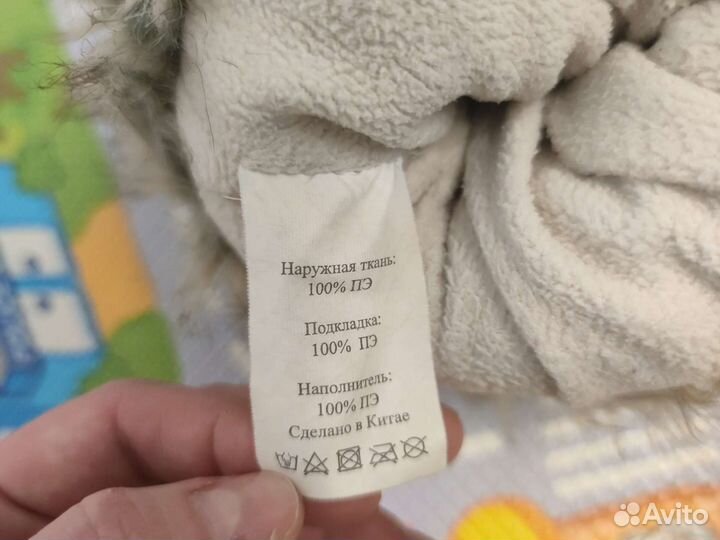 Наружная ткань:
100% ПЭ
Подкладка:
100% ПЭ
Наполнитель:
100% ПЭ
Сделано в Китае
Avito